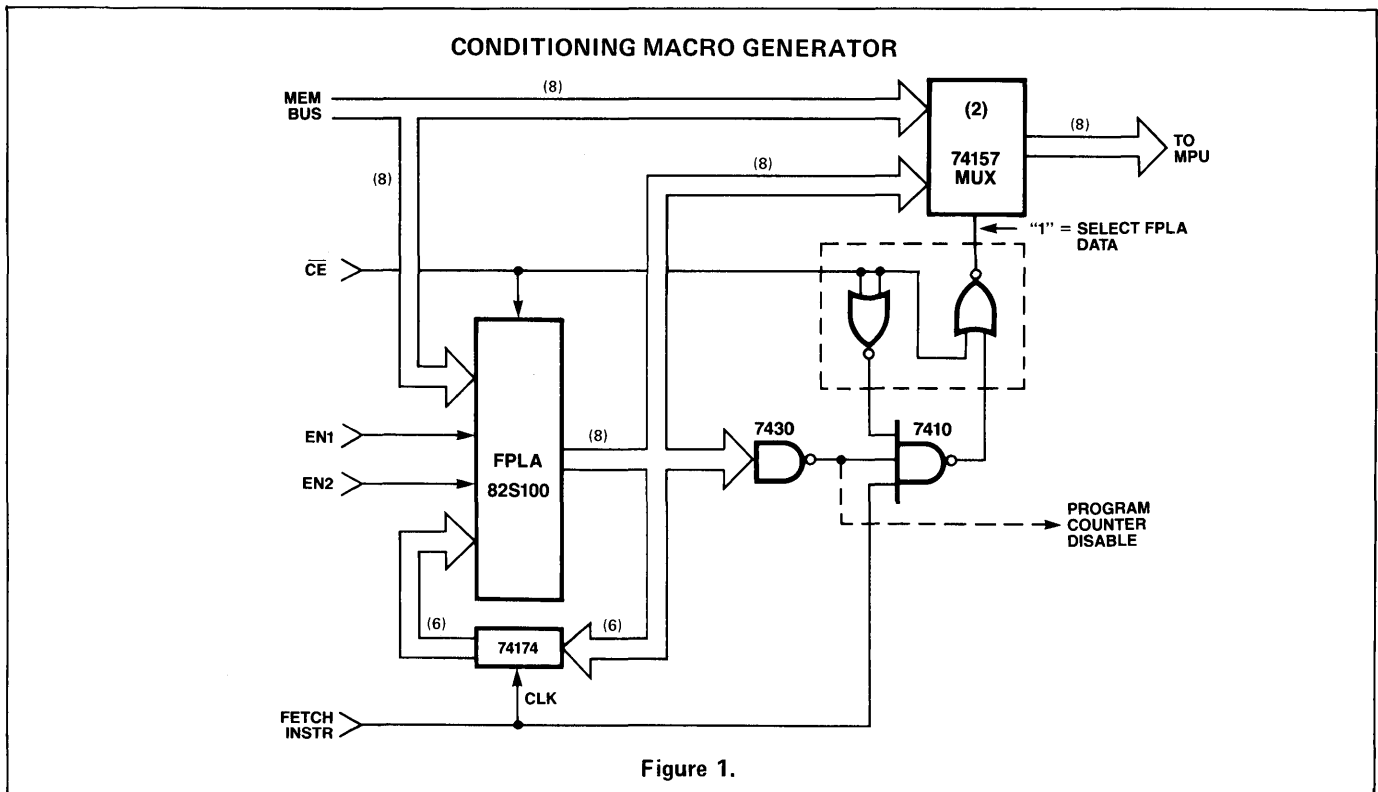 CONDITIONING MACRO GENERATOR
MEM
BUS
(8)
(8)
(8)
(2)
74157
MUX
(8)
TO
MPU
"1" = SELECT FPLA
DATA
CE
EN1
EN2
FPLA
82S100
(8)
7430
7410
PROGRAM
COUNTER
DISABLE
(6)
74174
(6)
CLK
FETCH
INSTR
Figure 1.